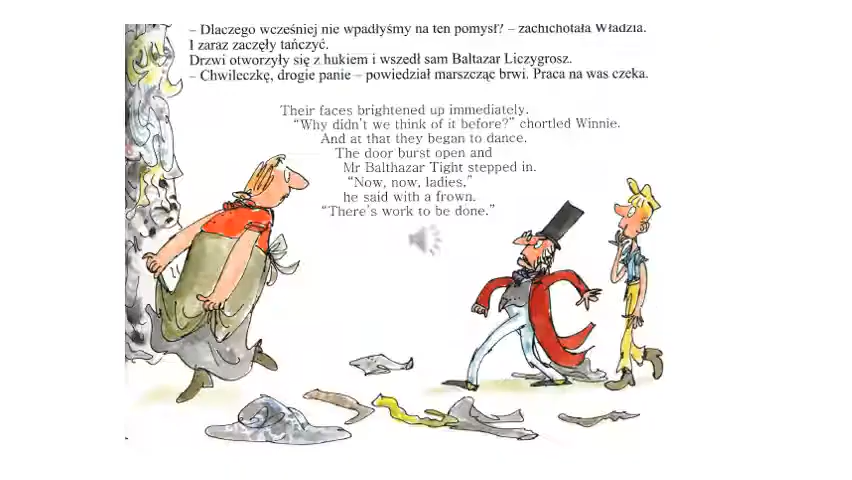 – Dlaczego wcześniej nie wpadłyśmy na ten pomysł? – zachichotała Władzia.
I zaraz zaczęły tańczyć.
Drzwi otworzyły się z hukiem i wszedł sam Baltazar Liczygrosz.
– Chwileczkę, drogie panie – powiedział marszcząc brwi. Praca na was czeka.
Their faces brightened up immediately.
“Why didn't we think of it before?” chortled Winnie.
And at that they began to dance.
The door burst open and
Mr Balthazar Tight stepped in.
“Now, now, ladies,”
he said with a frown.
“There's work to be done.”